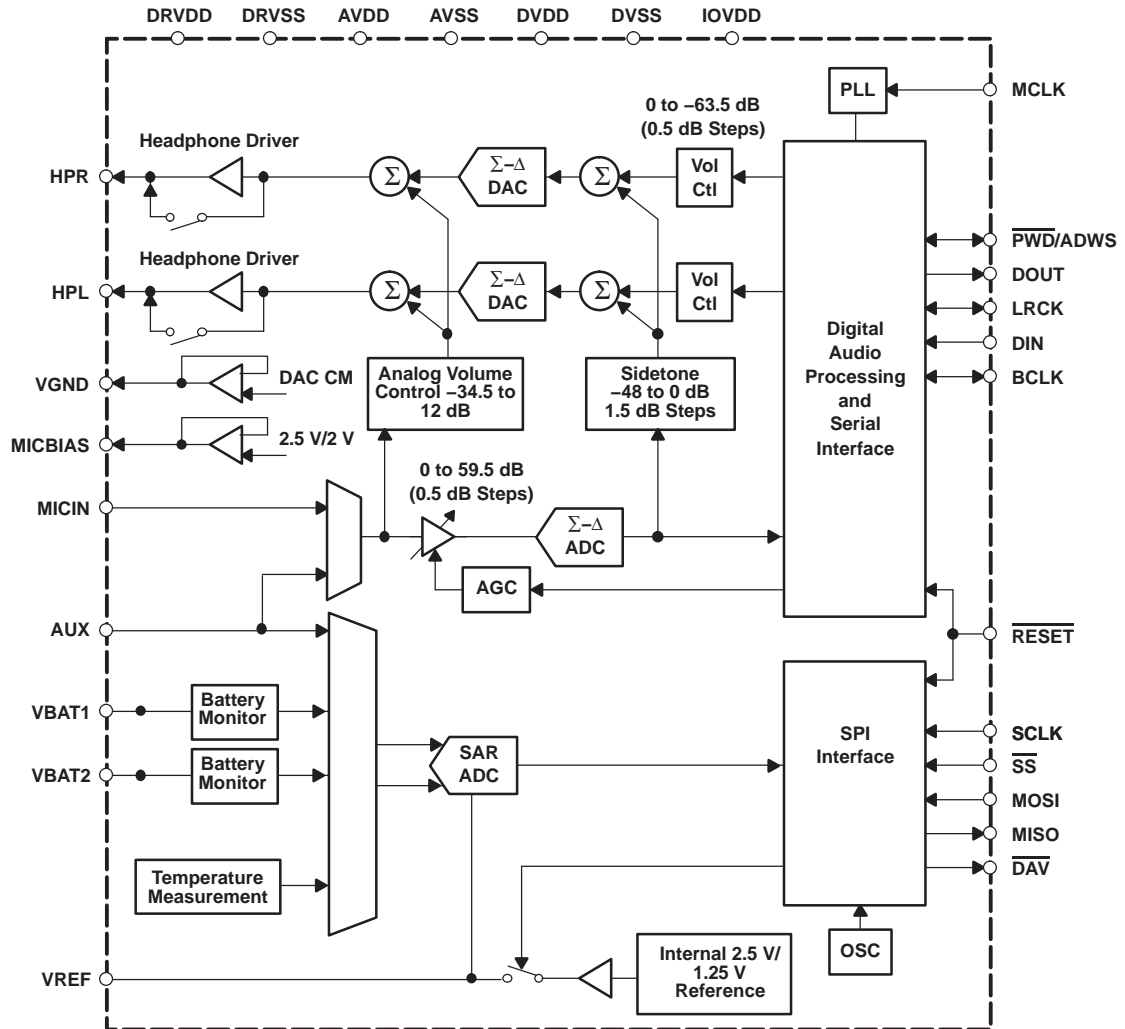 DRVDD DRVSS AVDD AVSS DVDD DVSS IOVDD
PLL
MCLK
0 to −63.5 dB
(0.5 dB Steps)
Headphone Driver
HPR
Σ
Σ−Δ
DAC
Σ
Vol
Ctl
PWD/ADWS
Headphone Driver
HPL
Σ
Σ−Δ
DAC
Σ
Vol
Ctl
DOUT
LRCK
DIN
BCLK
Digital
Audio
Processing
and
Serial
Interface
VGND
DAC CM
Analog Volume
Control −34.5 to
12 dB
Sidetone
−48 to 0 dB
1.5 dB Steps
MICBIAS
2.5 V/2 V
0 to 59.5 dB
(0.5 dB Steps)
MICIN
Σ−Δ
ADC
AGC
AUX
RESET
VBAT1
Battery
Monitor
VBAT2
Battery
Monitor
SAR
ADC
SPI
Interface
SCLK
SS
MOSI
MISO
DAV
Temperature
Measurement
OSC
VREF
Internal 2.5 V/
1.25 V
Reference